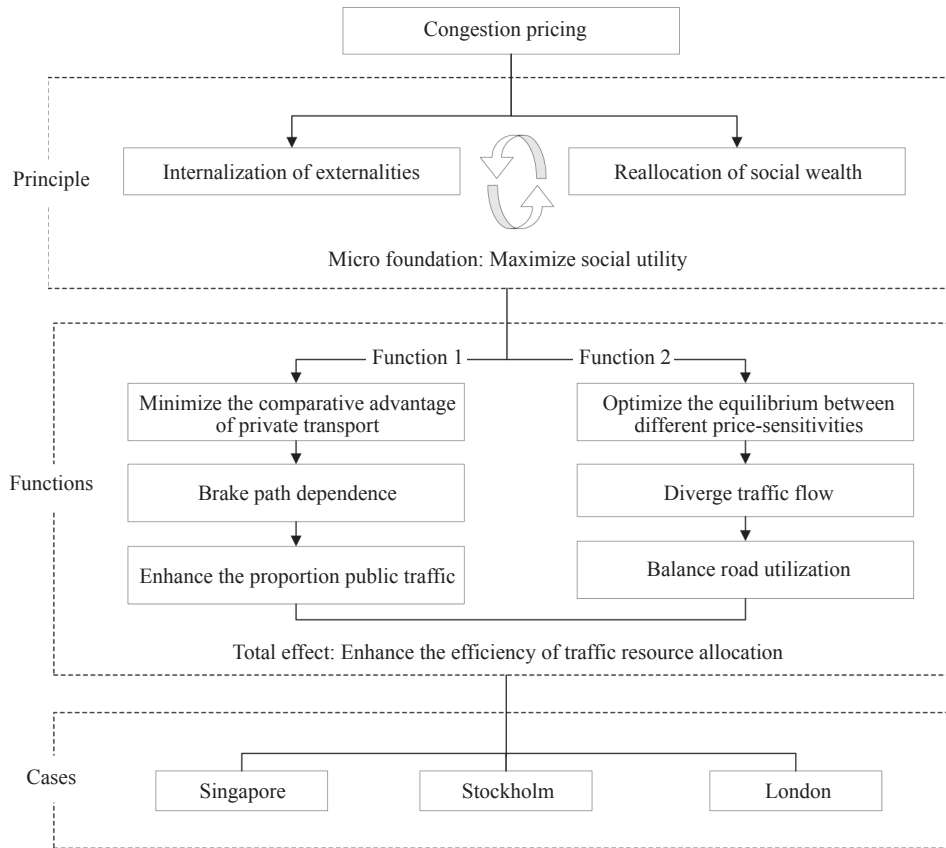 Congestion pricing
Principle
Internalization of externalities
Reallocation of social wealth
Micro foundation: Maximize social utility
Functions
Function 1
Function 2
Minimize the comparative advantage
of private transport
Optimize the equilibrium between
different price-sensitivities
Brake path dependence
Diverge traffic flow
Enhance the proportion public traffic
Balance road utilization
Total effect: Enhance the efficiency of traffic resource allocation
Cases
Singapore
Stockholm
London